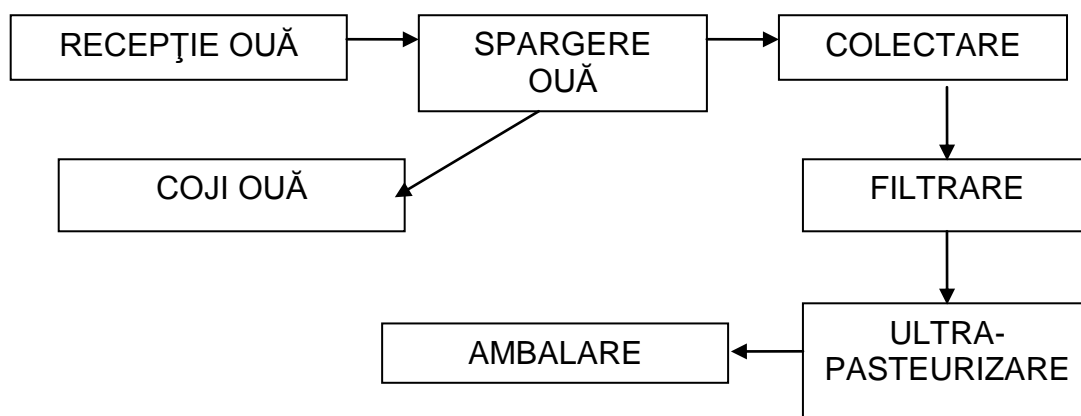 RECEPŢIE OUĂ
SPARGERE
OUĂ
COLECTARE
COJI OUĂ
FILTRARE
AMBALARE
ULTRA-
PASTEURIZARE